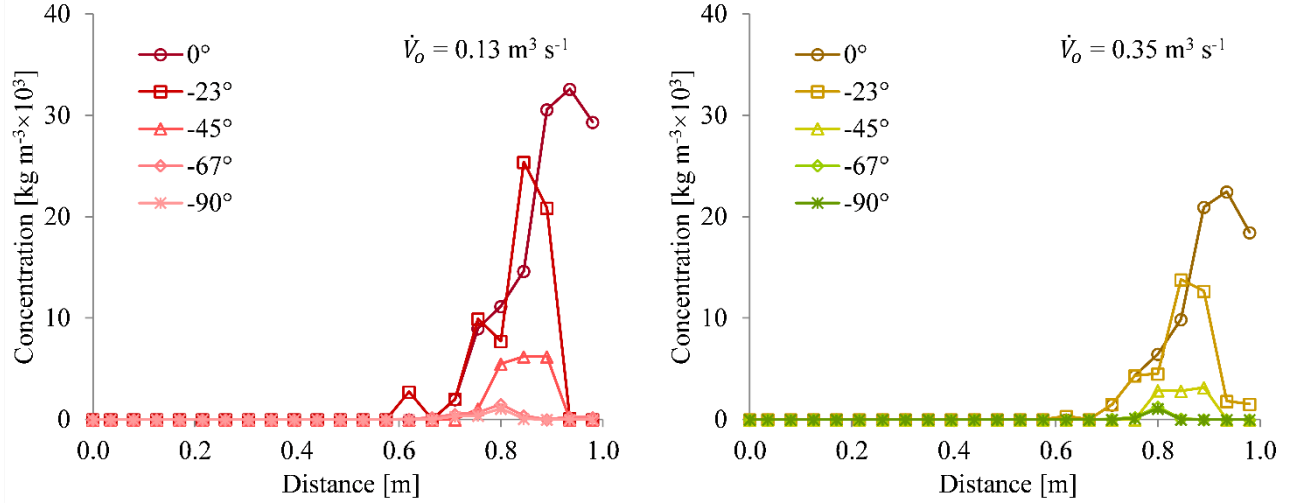 40
30
20
10
0
Concentration [kg m⁻³×10³]
0°
-23°
-45°
-67°
-90°
V̇ₒ = 0.13 m³ s⁻¹
0.0 0.2 0.4 0.6 0.8 1.0
Distance [m]
40
30
20
10
0
Concentration [kg m⁻³×10³]
0°
-23°
-45°
-67°
-90°
V̇ₒ = 0.35 m³ s⁻¹
0.0 0.2 0.4 0.6 0.8 1.0
Distance [m]